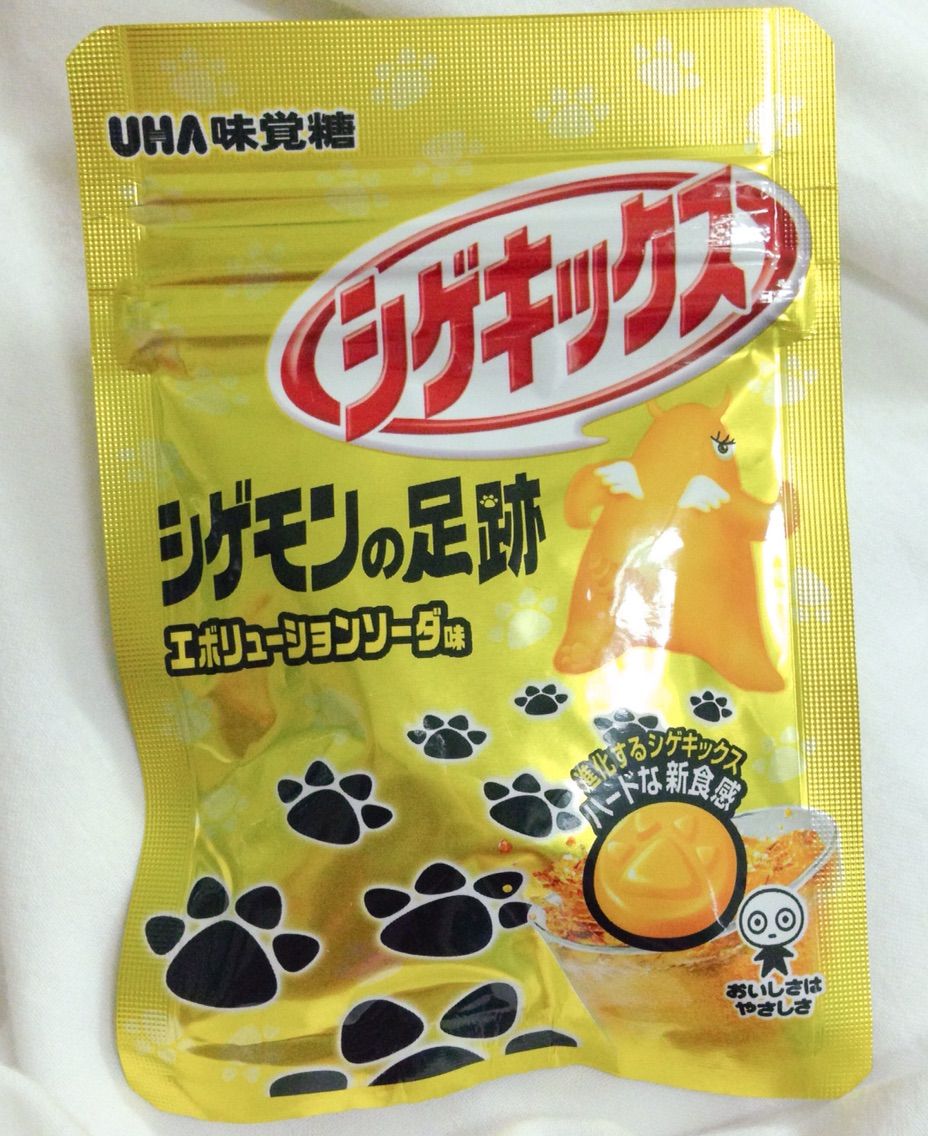 UHA味覚糖
シゲキックス
シゲモンの足跡
エボリューションソーダ味
進化するシゲキックス
ハードな新食感
おいしさは
やさしさ